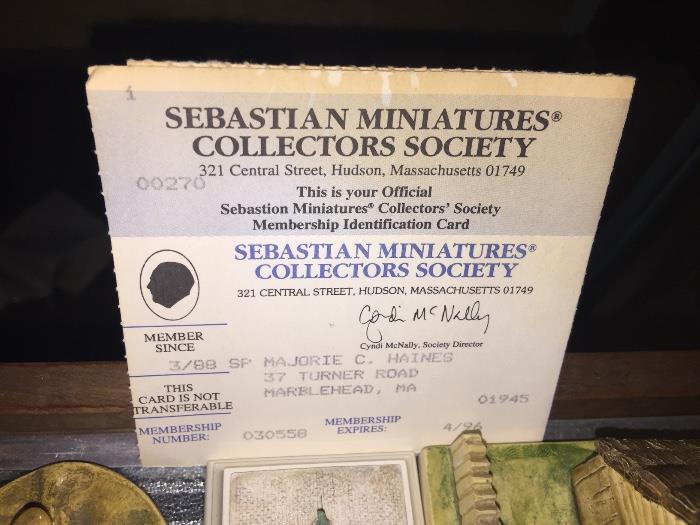 1
SEBASTIAN MINIATURES®
COLLECTORS SOCIETY
321 Central Street, Hudson, Massachusetts 01749
00270
This is your Official
Sebastion Miniatures® Collectors' Society
Membership Identification Card
SEBASTIAN MINIATURES®
COLLECTORS SOCIETY
321 CENTRAL STREET, HUDSON, MASSACHUSETTS 01749
Cyndi McNally
Cyndi McNally, Society Director
MEMBER
SINCE
3/88 SP MAJORIE C. HAINES
37 TURNER ROAD
MARBLEHEAD, MA
01945
THIS
CARD IS NOT
TRANSFERABLE
MEMBERSHIP
NUMBER: 030558
MEMBERSHIP
EXPIRES: 4/96